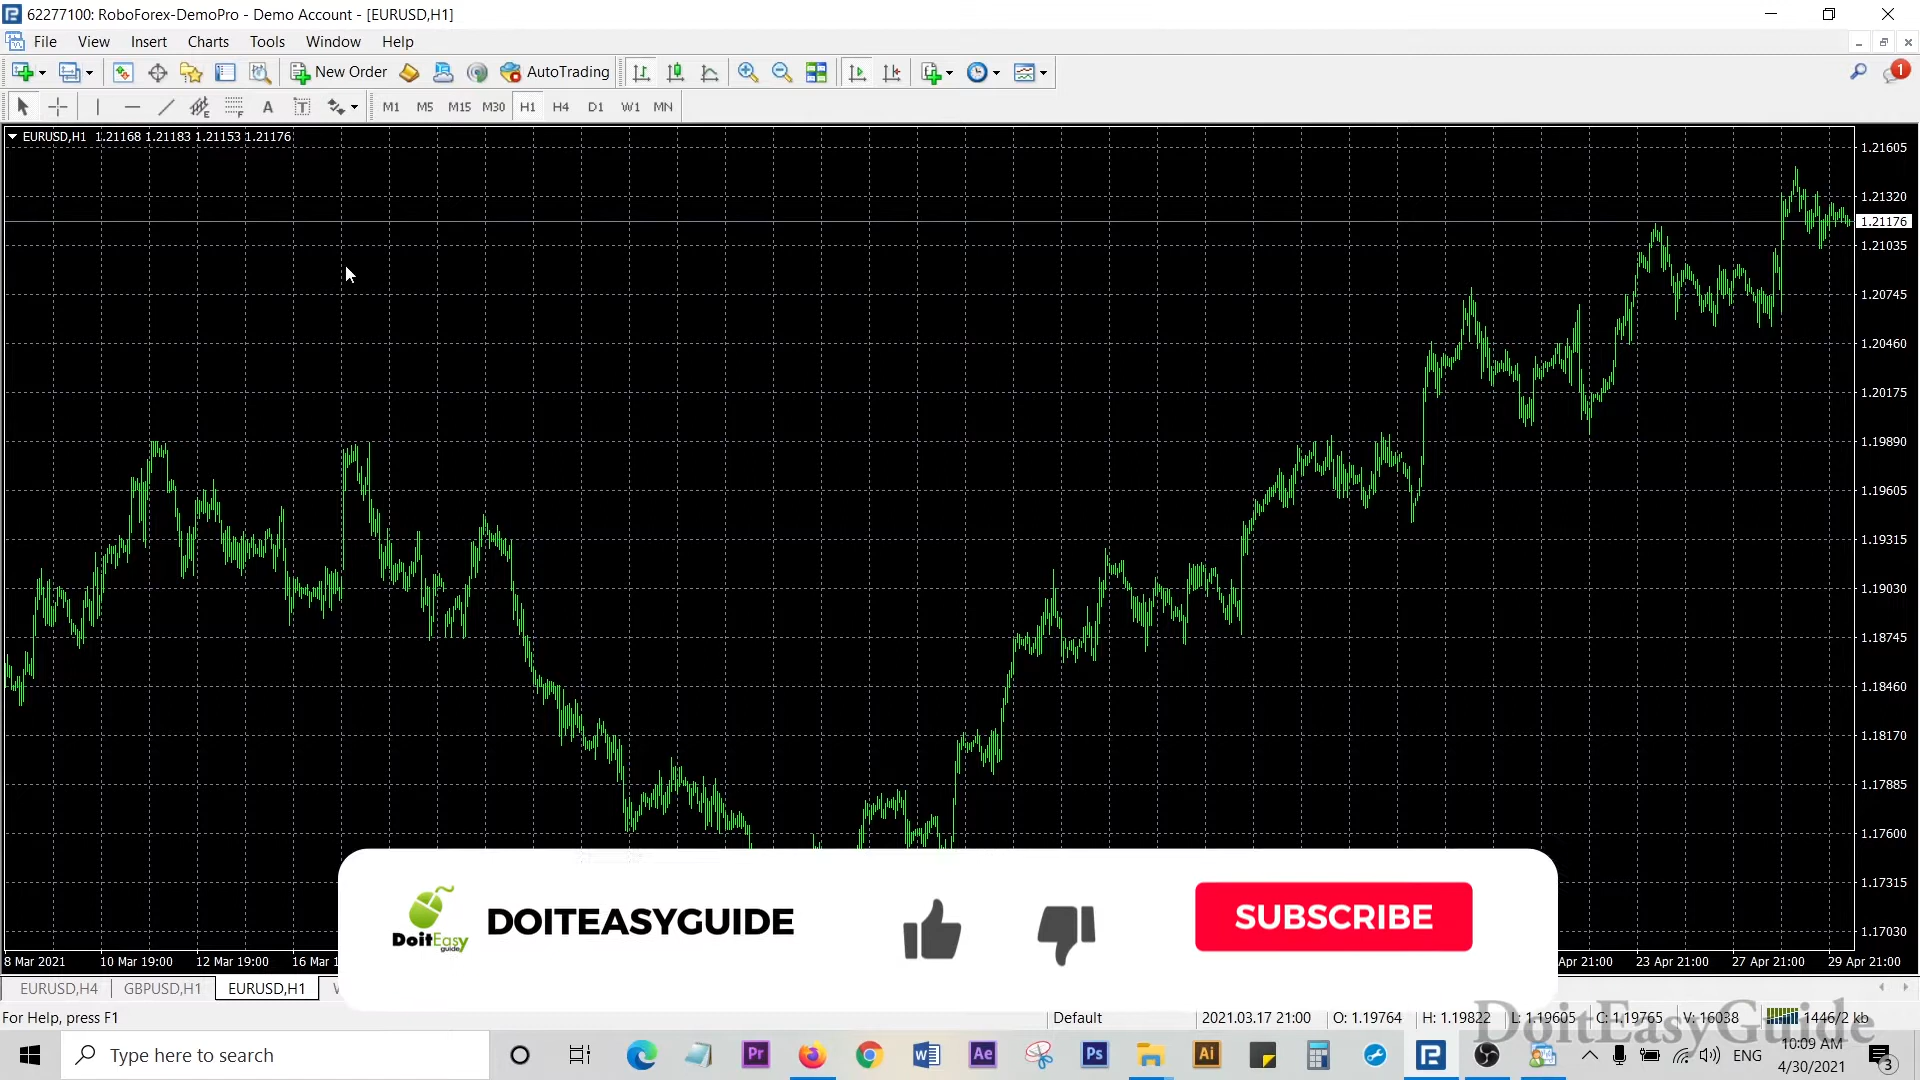 62277100: RoboForex-DemoPro - Demo Account - [EURUSD,H1]
File View Insert Charts Tools Window Help
New Order AutoTrading 1
A T M1 M5 M15 M30 H1 H4 D1 W1 MN
EURUSD,H1 1.21168 1.21183 1.21153 1.21176
1.21605
1.21320
1.21176
1.21035
1.20745
1.20460
1.20175
1.19890
1.19605
1.19315
1.19030
1.18745
1.18460
1.18170
1.17885
1.17600
1.17315
1.17030
DoitEasy
guide
DOITEASYGUIDE
SUBSCRIBE
8 Mar 2021 10 Mar 19:00 12 Mar 19:00 16 Mar Apr 21:00 23 Apr 21:00 27 Apr 21:00 29 Apr 21:00
EURUSD,H4 GBPUSD,H1 EURUSD,H1
For Help, press F1 Default 2021.03.17 21:00 O: 1.19764 H: 1.19822 L: 1.19605 C: 1.19765 V: 16038 1446/2 kb
DoitEasyGuide
Type here to search Pr Ae Ps Ai ENG 10:09 AM
4/30/2021 3